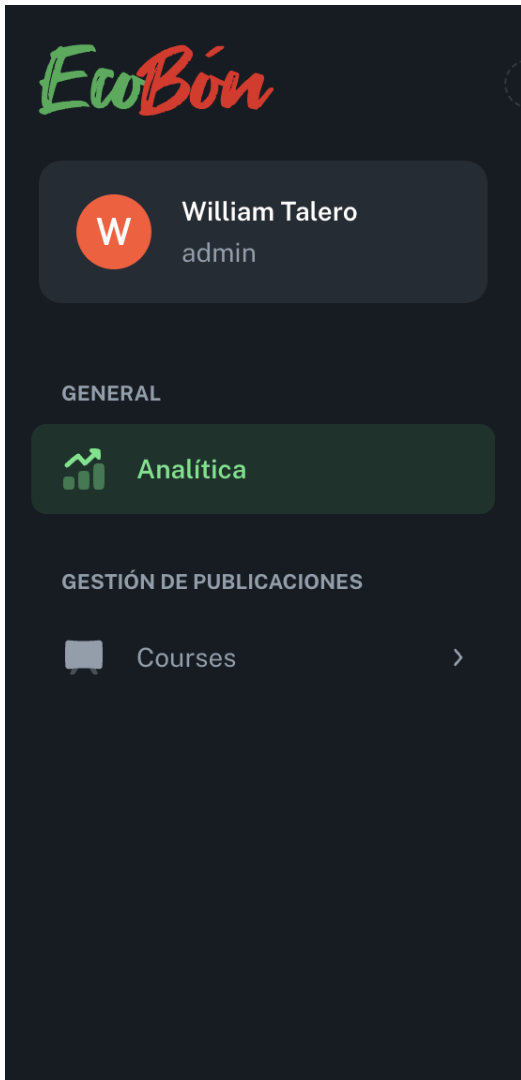 EcoBón
W
William Talero
admin
GENERAL
Analítica
GESTIÓN DE PUBLICACIONES
Courses